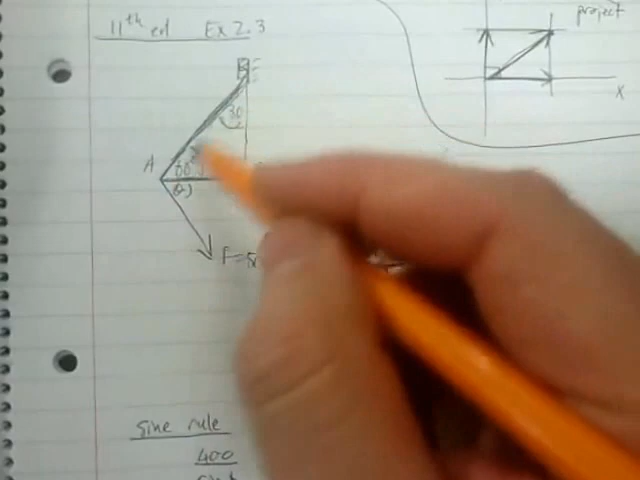 11th ed Ex 2.3
project
x
B
30
A
60°
F=
sine rule
400